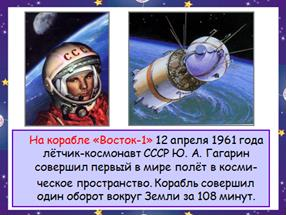 СССР
На корабле «Восток-1» 12 апреля 1961 года
лётчик-космонавт СССР Ю. А. Гагарин
совершил первый в мире полёт в косми-
ческое пространство. Корабль совершил
один оборот вокруг Земли за 108 минут.